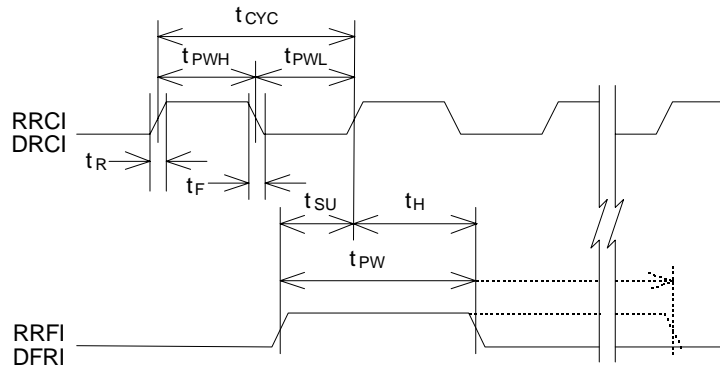 tCYC
tPWH tPWL
RRCI
DRCI
tR
tF
tSU tH
tPW
RRFI
DFRI